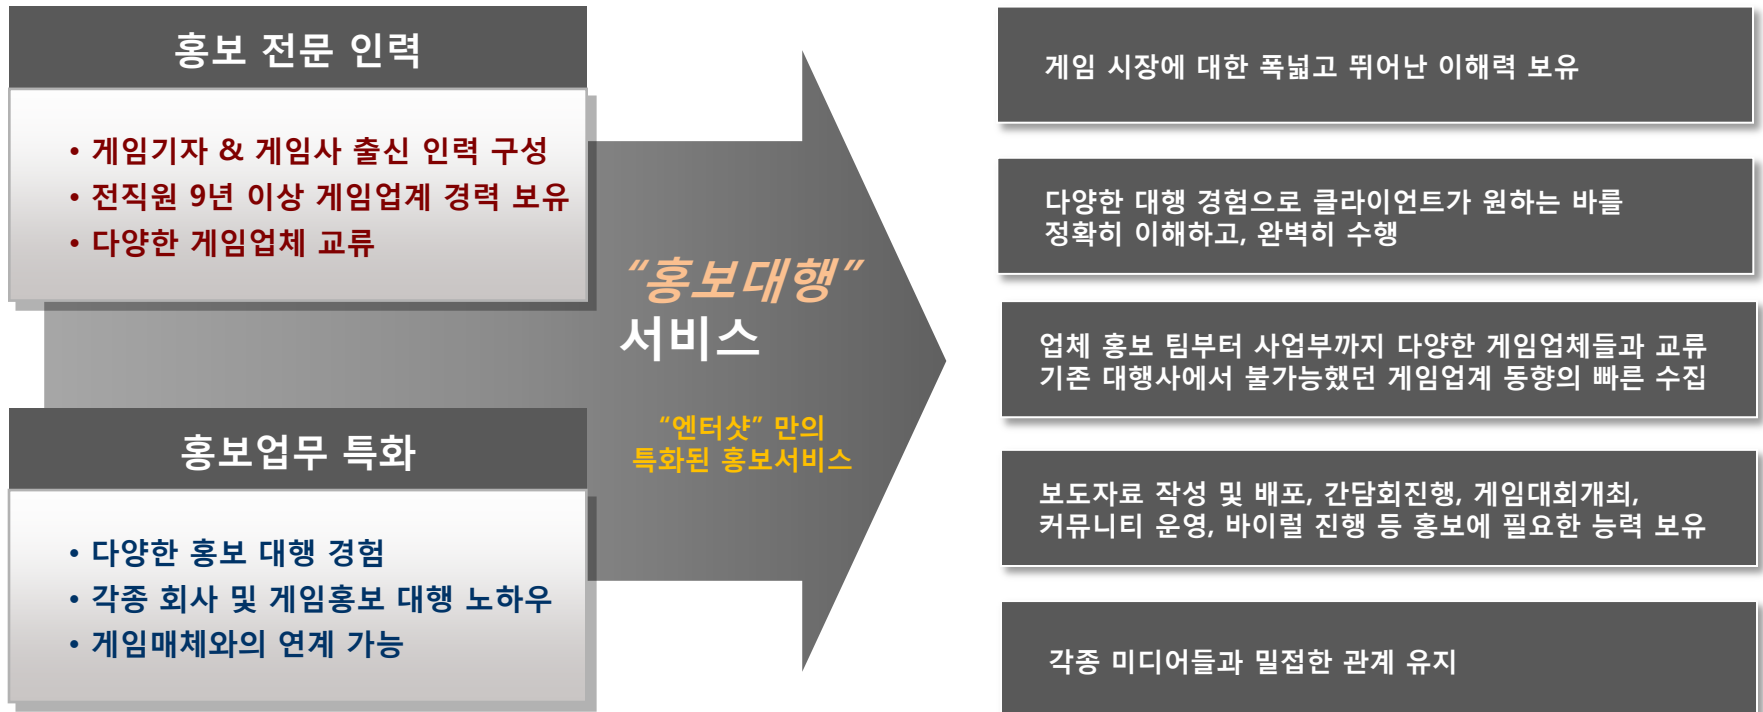 홍보 전문 인력
• 게임기자 & 게임사 출신 인력 구성
• 전직원 9년 이상 게임업계 경력 보유
• 다양한 게임업체 교류
홍보업무 특화
• 다양한 홍보 대행 경험
• 각종 회사 및 게임홍보 대행 노하우
• 게임매체와의 연계 가능
“홍보대행”
서비스
“엔터샷” 만의
특화된 홍보서비스
게임 시장에 대한 폭넓고 뛰어난 이해력 보유
다양한 대행 경험으로 클라이언트가 원하는 바를
정확히 이해하고, 완벽히 수행
업체 홍보 팀부터 사업부까지 다양한 게임업체들과 교류
기존 대행사에서 불가능했던 게임업계 동향의 빠른 수집
보도자료 작성 및 배포, 간담회진행, 게임대회개최,
커뮤니티 운영, 바이럴 진행 등 홍보에 필요한 능력 보유
각종 미디어들과 밀접한 관계 유지